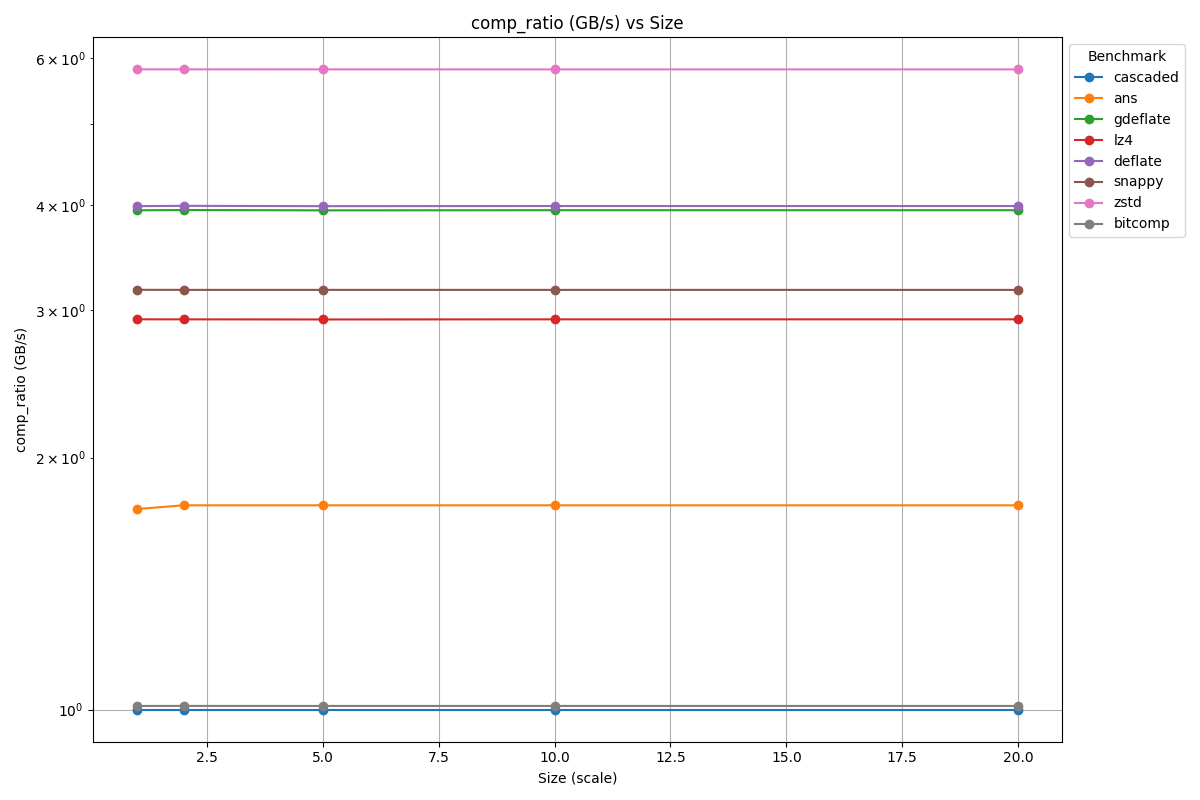 comp_ratio (GB/s) vs Size
comp_ratio (GB/s)
6 × 10⁰
4 × 10⁰
3 × 10⁰
2 × 10⁰
10⁰
2.5
5.0
7.5
10.0
12.5
15.0
17.5
20.0
Size (scale)
Benchmark
cascaded
ans
gdeflate
lz4
deflate
snappy
zstd
bitcomp